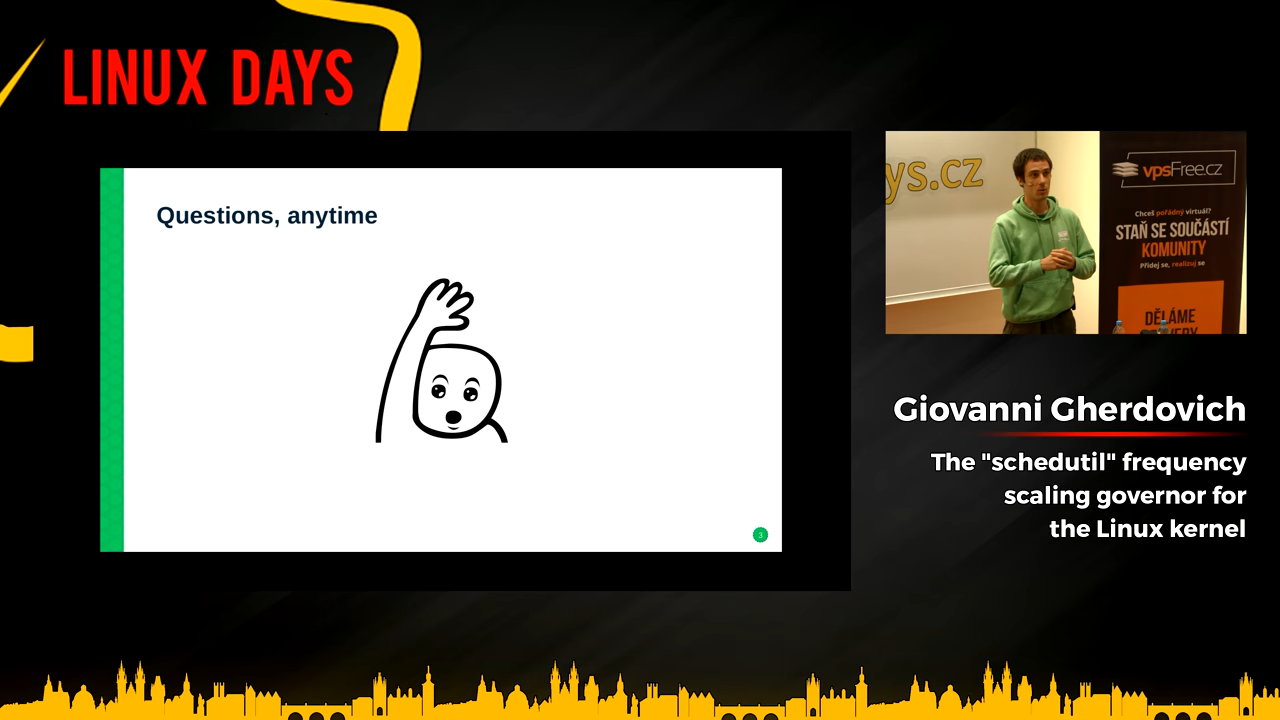 LINUX DAYS
Questions, anytime
3
ys.cz
vpsFree.cz
Chceš pořádný virtuál?
STAŇ SE SOUČÁSTÍ
KOMUNITY
Přidej se, realizuj se
DĚLÁME
Giovanni Gherdovich
The "schedutil" frequency
scaling governor for
the Linux kernel